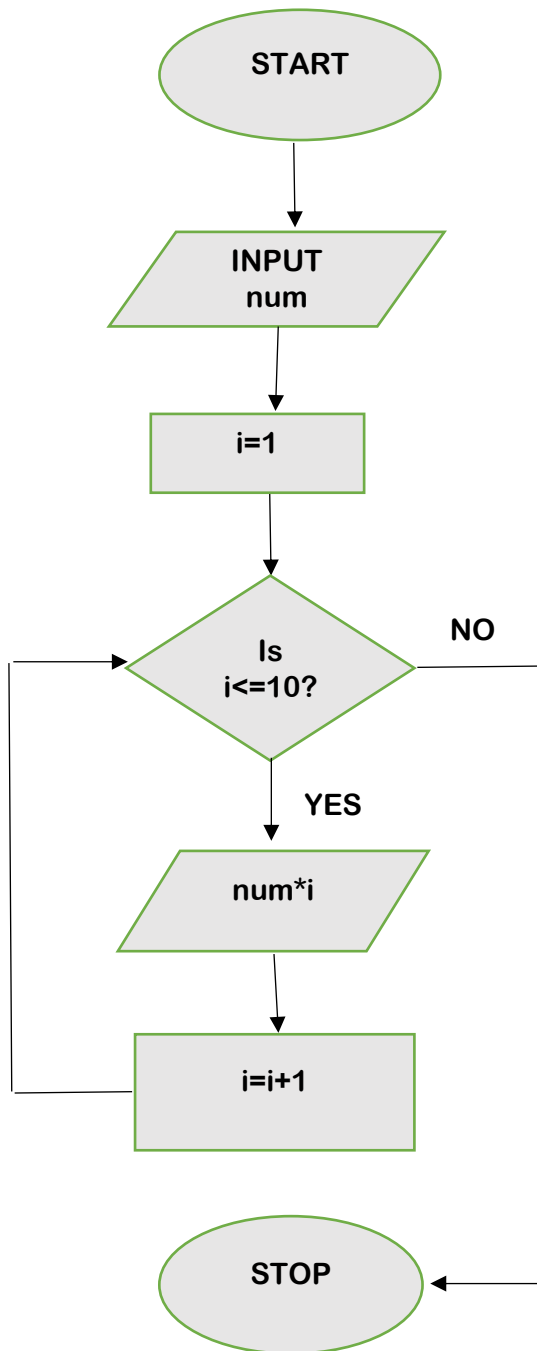 START
INPUT
num
i=1
Is
i<=10?
NO
YES
num*i
i=i+1
STOP